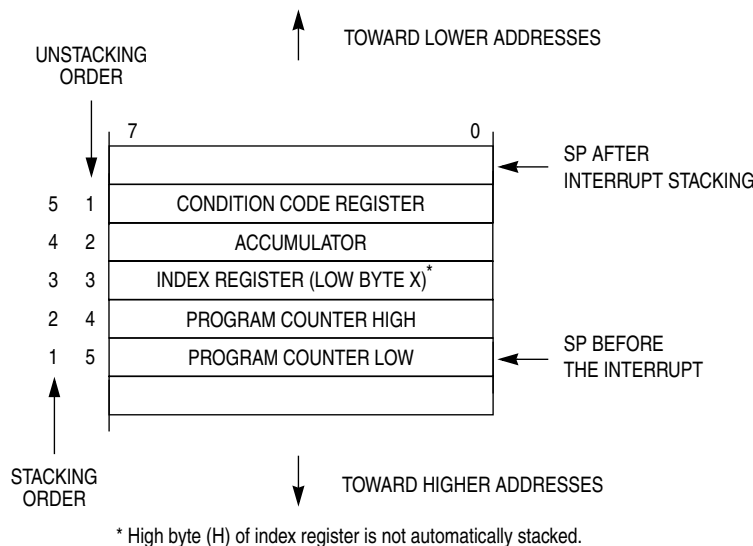 TOWARD LOWER ADDRESSES
UNSTACKING
ORDER
7 0
SP AFTER
INTERRUPT STACKING
5 1 CONDITION CODE REGISTER
4 2 ACCUMULATOR
3 3 INDEX REGISTER (LOW BYTE X)*
2 4 PROGRAM COUNTER HIGH
1 5 PROGRAM COUNTER LOW
SP BEFORE
THE INTERRUPT
STACKING
ORDER
TOWARD HIGHER ADDRESSES
* High byte (H) of index register is not automatically stacked.